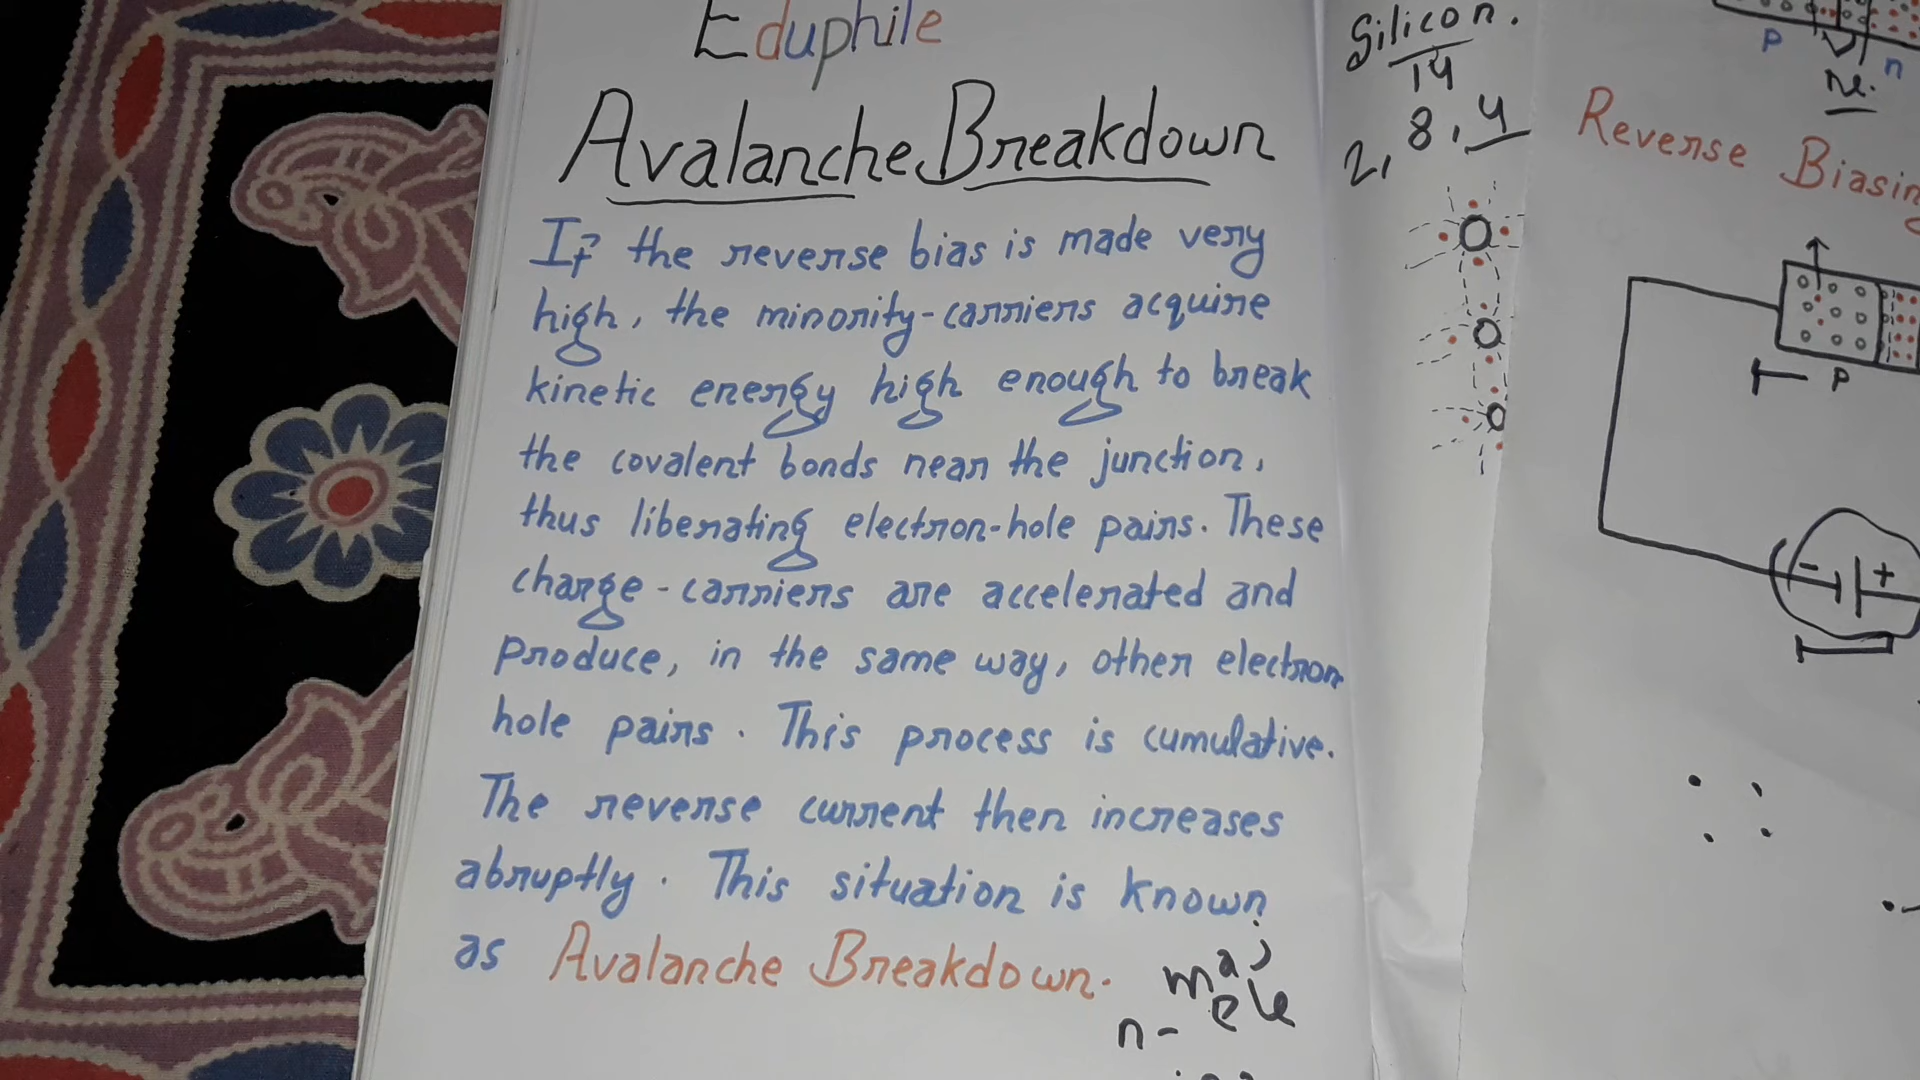 Eduphile
Avalanche Breakdown
If the reverse bias is made very
high, the minority-carriers acquire
kinetic energy high enough to break
the covalent bonds near the junction,
thus liberating electron-hole pairs. These
charge-carriers are accelerated and
produce, in the same way, other electron
hole pairs. This process is cumulative.
The reverse current then increases
abruptly. This situation is known
as Avalanche Breakdown.
maj
n- ele
Silicon.
14
2, 8, 4
P n
Reverse Biasing
P
- +